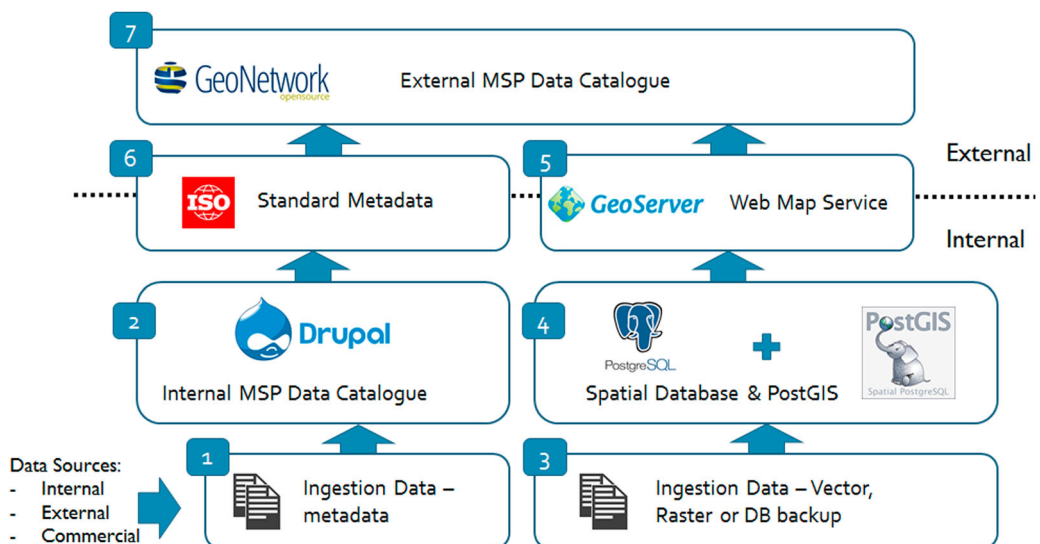 7
GeoNetwork
opensource
External MSP Data Catalogue
6
ISO
Standard Metadata
5
GeoServer
Web Map Service
External
Internal
2
Drupal
Internal MSP Data Catalogue
4
PostgreSQL
PostGIS
Spatial PostgreSQL
Spatial Database & PostGIS
Data Sources:
- Internal
- External
- Commercial
1
Ingestion Data –
metadata
3
Ingestion Data – Vector,
Raster or DB backup